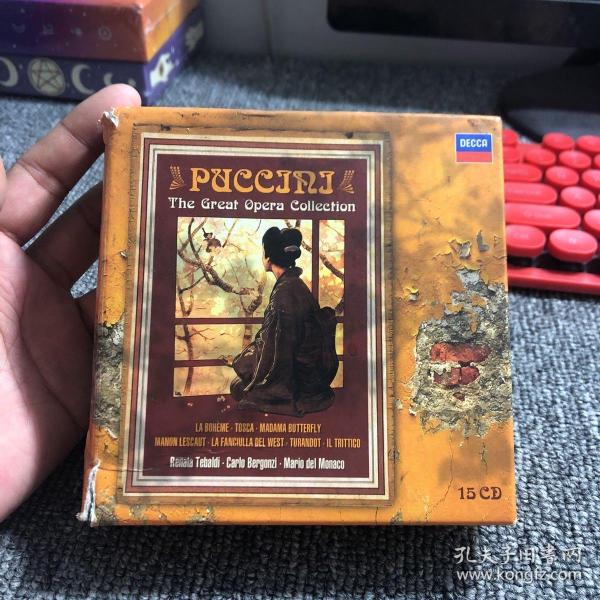 DECCA
PUCCINI
The Great Opera Collection
LA BOHÈME · TOSCA · MADAMA BUTTERFLY
MANON LESCAUT · LA FANCIULLA DEL WEST · TURANDOT · IL TRITTICO
Renata Tebaldi · Carlo Bergonzi · Mario del Monaco
15 CD
孔夫子旧书网
www.kongfz.com